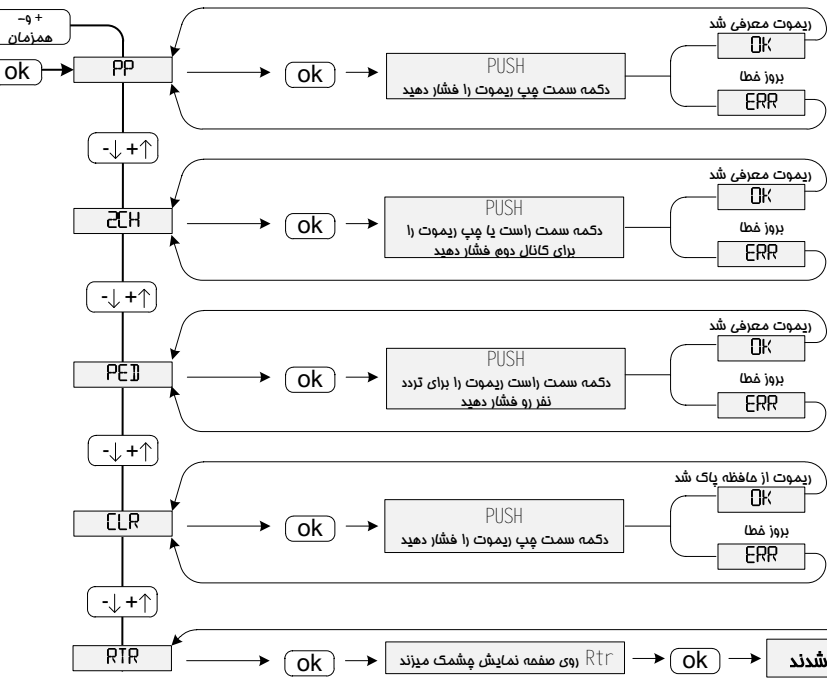 + و–
همزمان
ok
PP
ok
PUSH
دکمه سمت چپ ریموت را فشار دهید
ریموت معرفی شد
OK
بروز خطا
ERR
-↓+↑
2CH
ok
PUSH
دکمه سمت راست یا چپ ریموت را
برای کانال دوم فشار دهید
ریموت معرفی شد
OK
بروز خطا
ERR
-↓+↑
PED
ok
PUSH
دکمه سمت راست ریموت را برای تردد
نفر رو فشار دهید
ریموت معرفی شد
OK
بروز خطا
ERR
-↓+↑
CLR
ok
PUSH
دکمه سمت چپ ریموت را فشار دهید
ریموت از حافظه پاک شد
OK
بروز خطا
ERR
-↓+↑
RTR
ok
Rtr روی صفحه نمایش چشمک میزند
ok
شدند